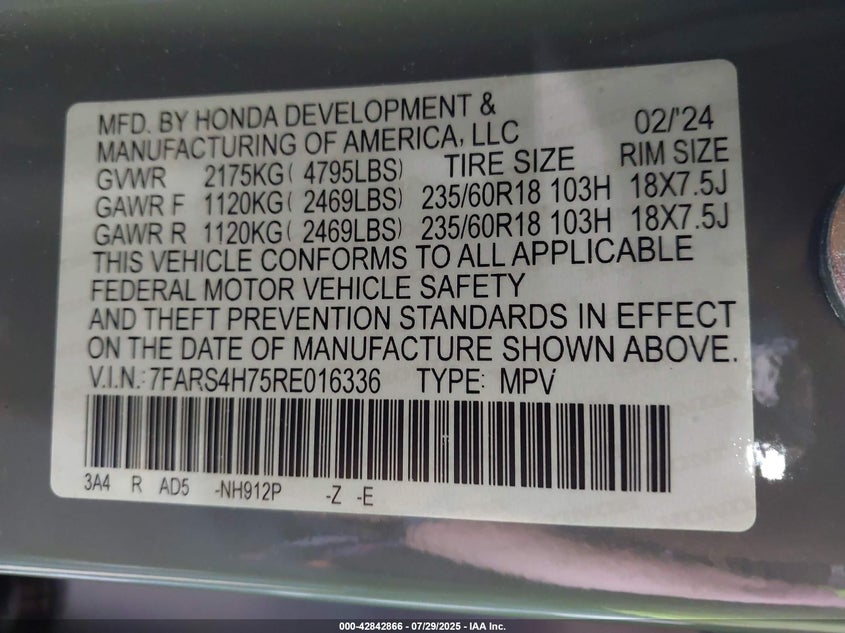 MFD. BY HONDA DEVELOPMENT &
MANUFACTURING OF AMERICA, LLC 02/'24
GVWR 2175KG( 4795LBS) TIRE SIZE RIM SIZE
GAWR F 1120KG( 2469LBS) 235/60R18 103H 18X7.5J
GAWR R 1120KG( 2469LBS) 235/60R18 103H 18X7.5J
THIS VEHICLE CONFORMS TO ALL APPLICABLE
FEDERAL MOTOR VEHICLE SAFETY
AND THEFT PREVENTION STANDARDS IN EFFECT
ON THE DATE OF MANUFACTURE SHOWN ABOVE.
V.I.N.: 7FARS4H75RE016336 TYPE: MPV
3A4 R AD5 -NH912P -Z -E
000-42842866 - 07/29/2025 - IAA Inc.